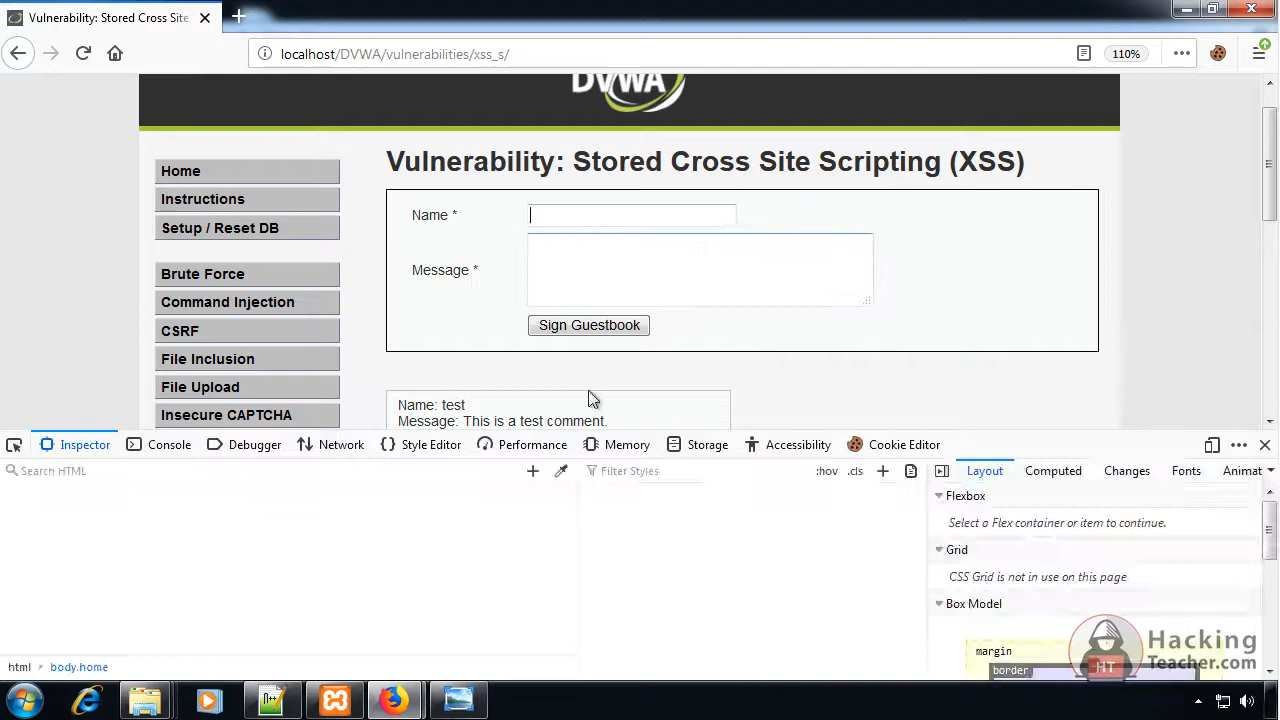 Vulnerability: Stored Cross Site
localhost/DVWA/vulnerabilities/xss_s/
110%
DVWA
Vulnerability: Stored Cross Site Scripting (XSS)
Home
Instructions
Setup / Reset DB
Brute Force
Command Injection
CSRF
File Inclusion
File Upload
Insecure CAPTCHA
Name *
Message *
Sign Guestbook
Name: test
Message: This is a test comment.
Inspector Console Debugger Network Style Editor Performance Memory Storage Accessibility Cookie Editor
Search HTML
Filter Styles :hov .cls
Layout Computed Changes Fonts Animat
Flexbox
Select a Flex container or item to continue.
Grid
CSS Grid is not in use on this page
Box Model
margin
border
html body.home
HT
Hacking
Teacher.com